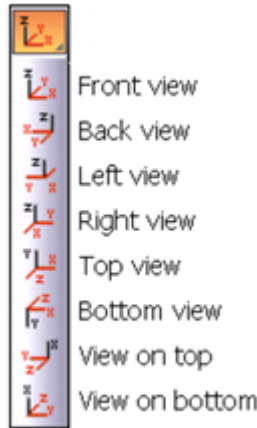 Z Y X
Z Y X Front view
X Z Y Back view
Z Y X Left view
Z Y X Right view
Y X Z Top view
Z X Y Bottom view
Y X Z View on top
X Z Y View on bottom